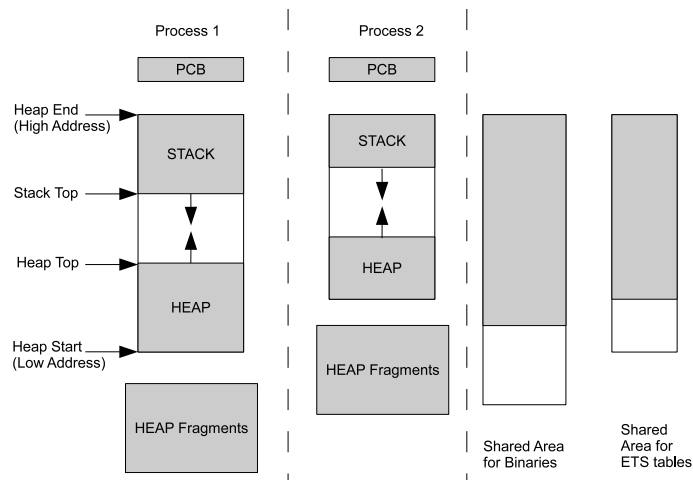 Process 1
Process 2
PCB
PCB
Heap End
(High Address)
STACK
STACK
Stack Top
Heap Top
HEAP
HEAP
Heap Start
(Low Address)
HEAP Fragments
HEAP Fragments
Shared Area
for Binaries
Shared
Area for
ETS tables